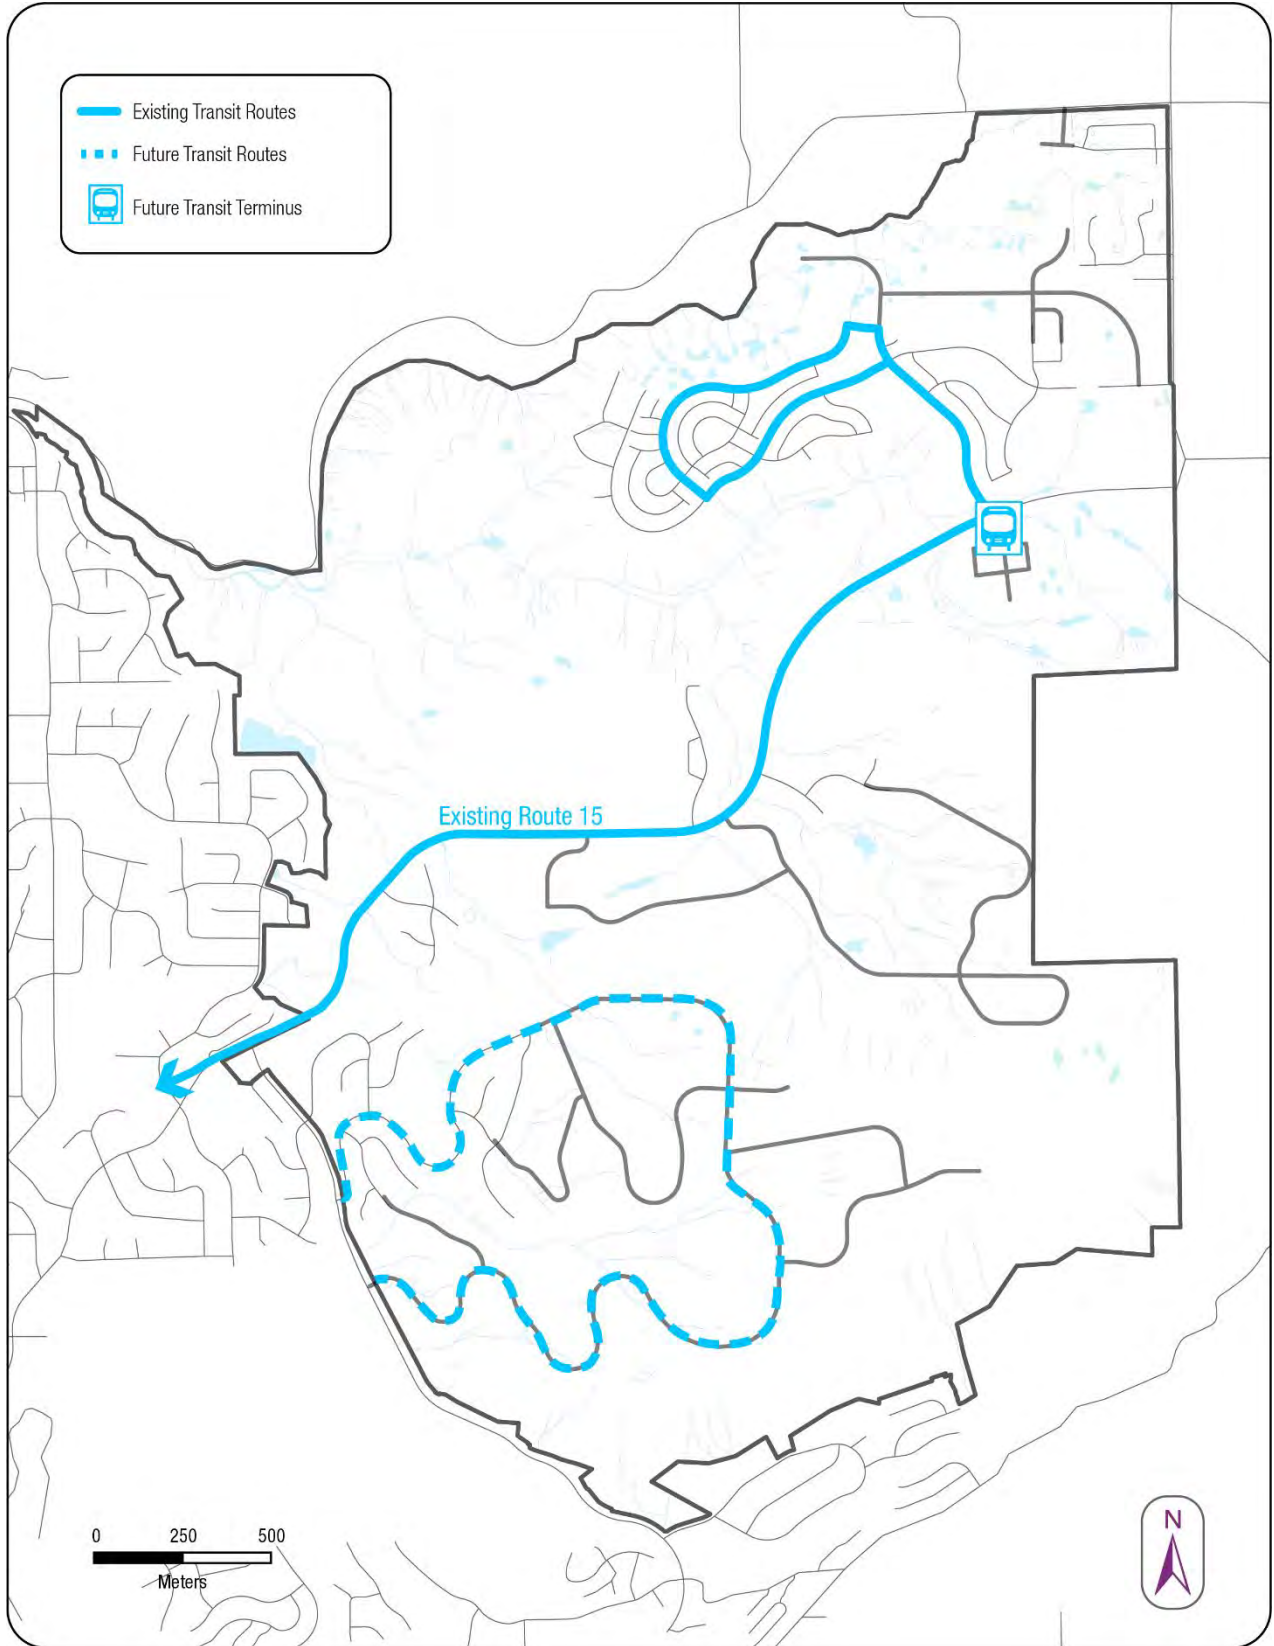 Existing Transit Routes
Future Transit Routes
Future Transit Terminus
Existing Route 15
0 250 500
Meters
N